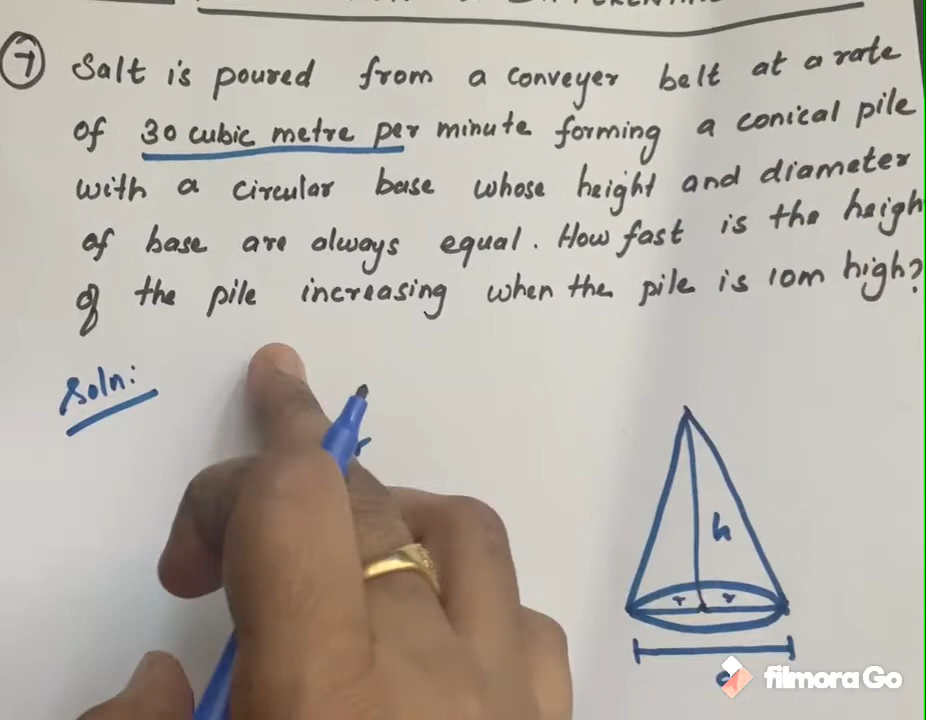 7 Salt is poured from a conveyer belt at a rate
of 30 cubic metre per minute forming a conical pile
with a circular base whose height and diameter
of base are always equal. How fast is the heigh
of the pile increasing when the pile is 10m high?
Soln:
r
h
r r
filmoraGo